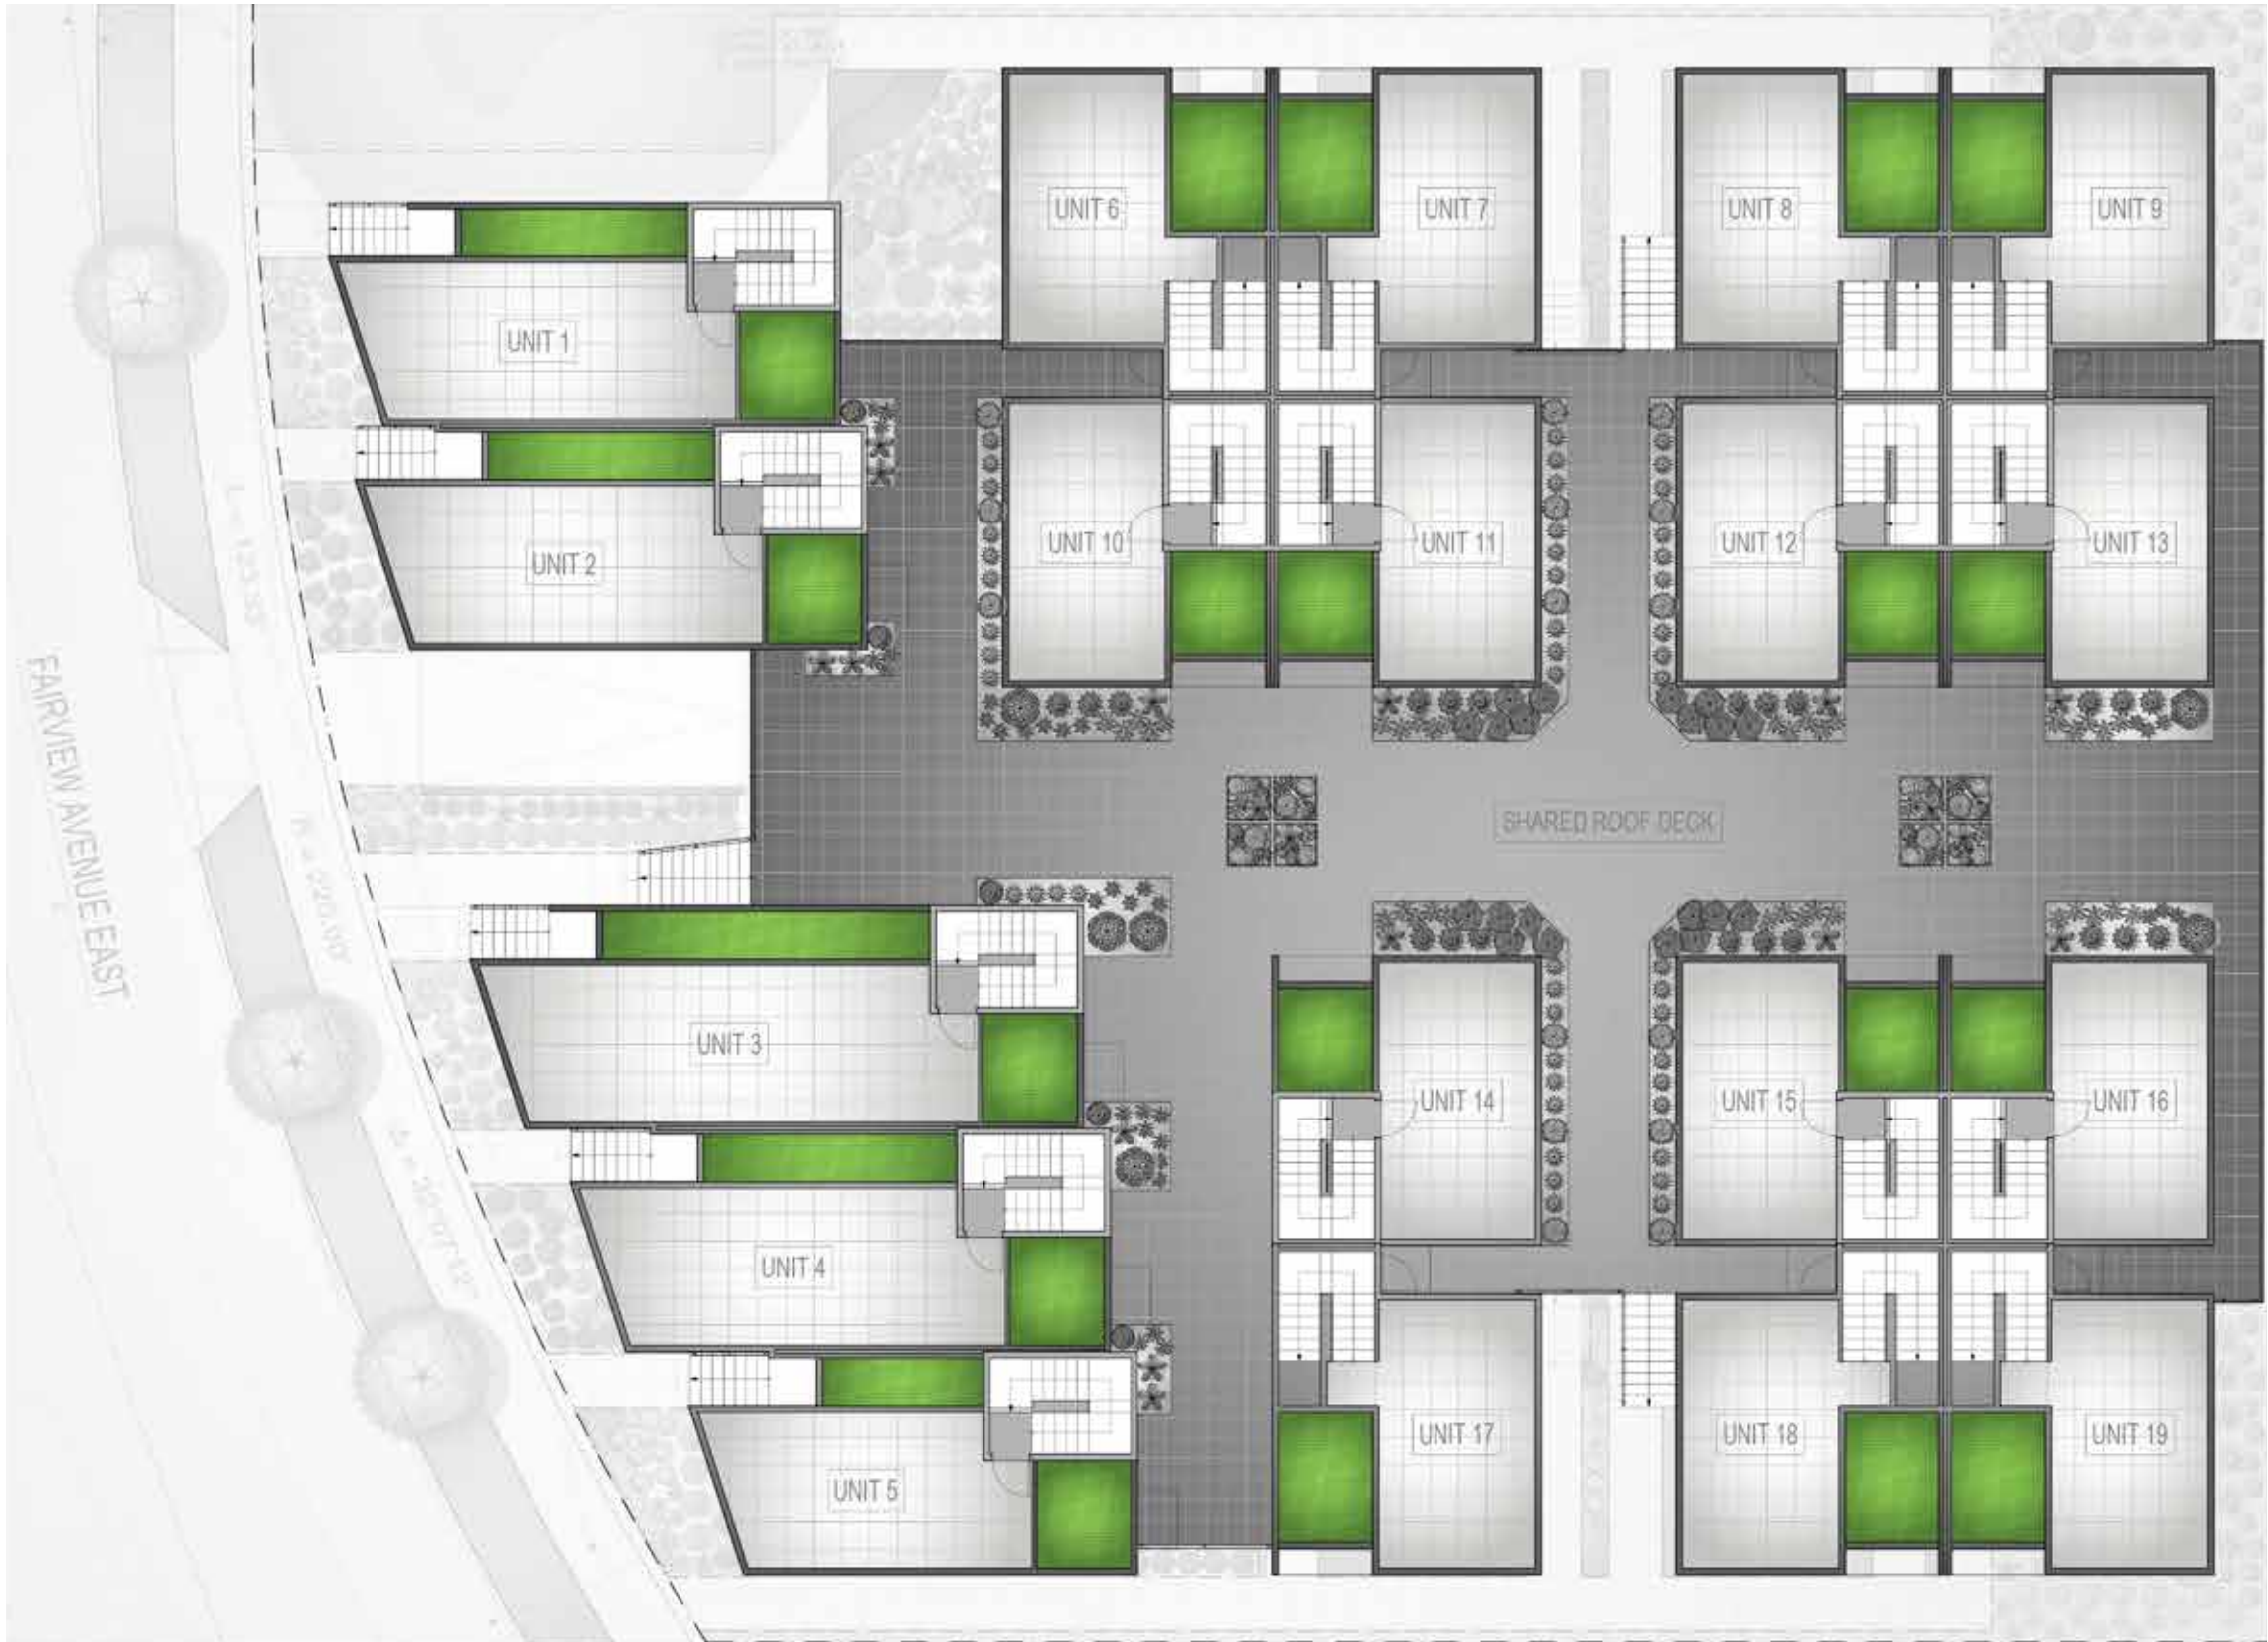 UNIT 6
UNIT 7
UNIT 8
UNIT 9
UNIT 1
UNIT 2
UNIT 10
UNIT 11
UNIT 12
UNIT 13
FAIRVIEW AVENUE EAST
SHARED ROOF DECK
UNIT 3
UNIT 14
UNIT 15
UNIT 16
UNIT 4
UNIT 5
UNIT 17
UNIT 18
UNIT 19